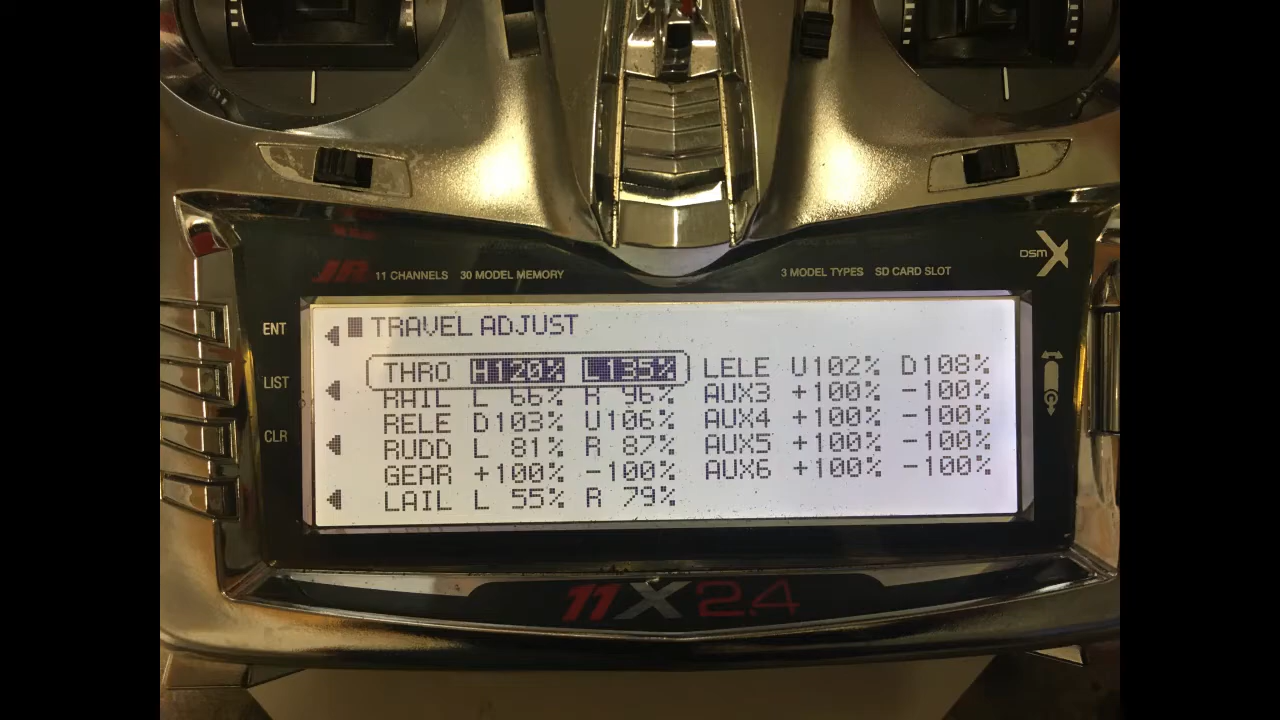 JR 11 CHANNELS 30 MODEL MEMORY
3 MODEL TYPES SD CARD SLOT
DSMX
ENT
LIST
CLR
TRAVEL ADJUST
THRO H120% L135%
RAIL L 66% R 96%
RELE D103% U106%
RUDD L 81% R 87%
GEAR +100% -100%
LAIL L 55% R 79%
LELE U102% D108%
AUX3 +100% -100%
AUX4 +100% -100%
AUX5 +100% -100%
AUX6 +100% -100%
11X 2.4